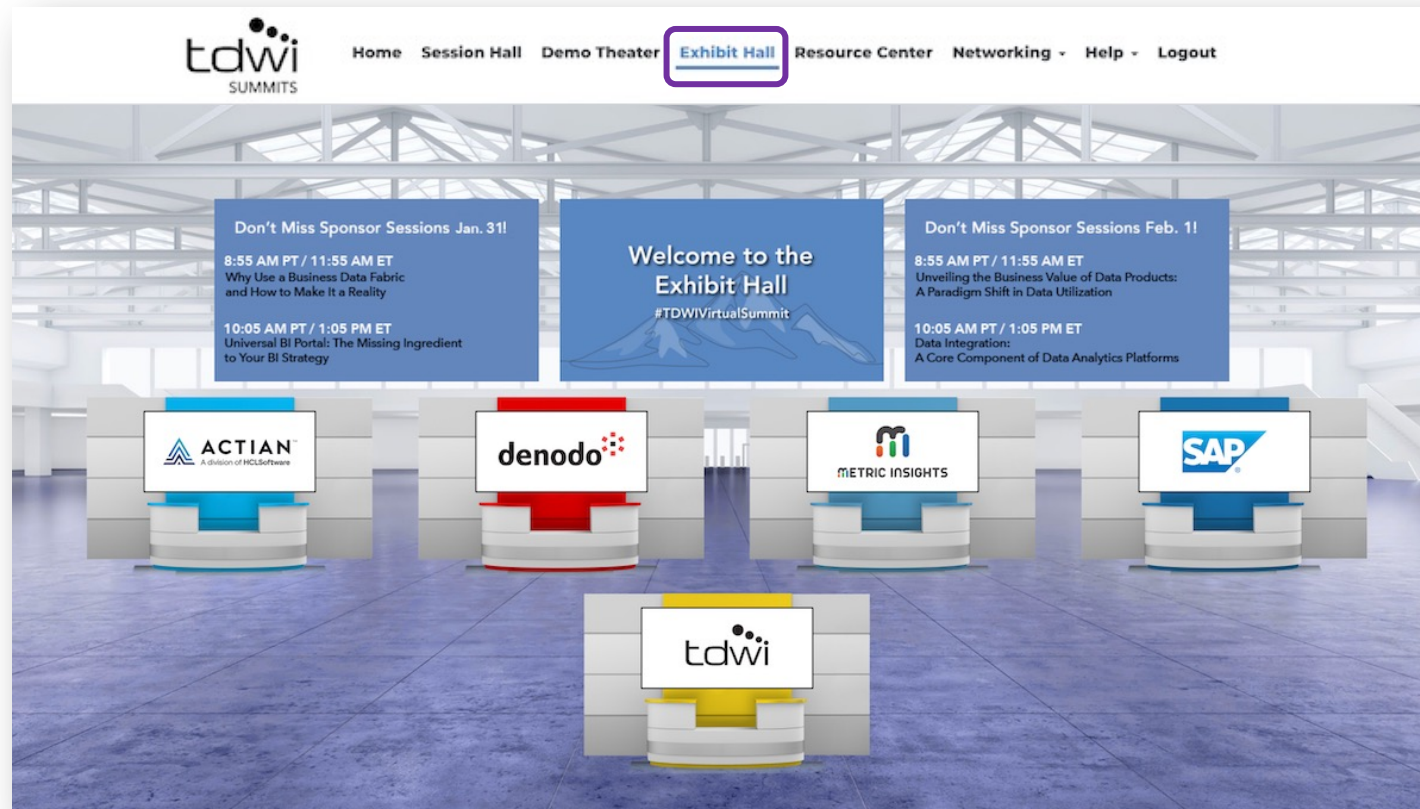 tdwi
SUMMITS
Home Session Hall Demo Theater Exhibit Hall Resource Center Networking Help Logout
Don't Miss Sponsor Sessions Jan. 31!
8:55 AM PT / 11:55 AM ET
Why Use a Business Data Fabric
and How to Make It a Reality
10:05 AM PT / 1:05 PM ET
Universal BI Portal: The Missing Ingredient
to Your BI Strategy
Welcome to the
Exhibit Hall
#TDWIVirtualSummit
Don't Miss Sponsor Sessions Feb. 1!
8:55 AM PT / 11:55 AM ET
Unveiling the Business Value of Data Products:
A Paradigm Shift in Data Utilization
10:05 AM PT / 1:05 PM ET
Data Integration:
A Core Component of Data Analytics Platforms
ACTIAN™
A division of HCLSoftware
denodo
METRIC INSIGHTS
SAP®
tdwi